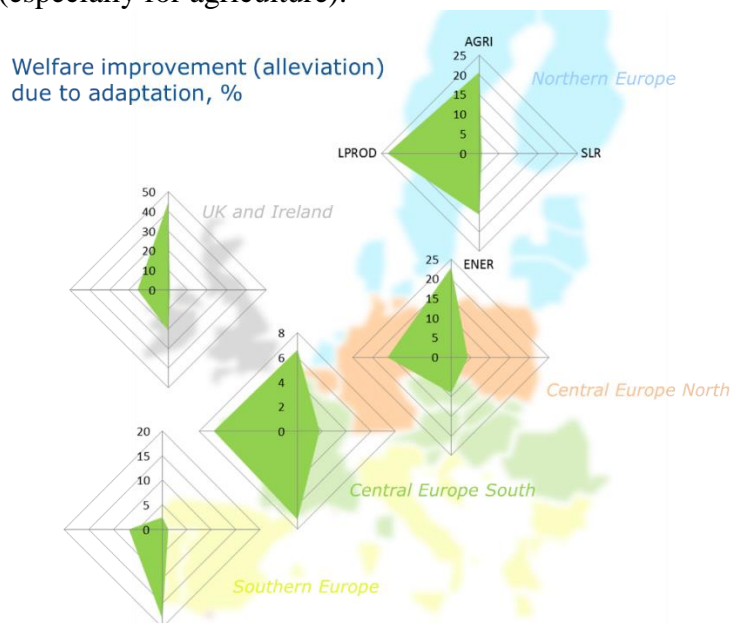 (especially for agriculture).
Welfare improvement (alleviation)
due to adaptation, %
AGRI
25
20
15
10
5
0
LPROD
SLR
Northern Europe
50
40
30
20
10
0
UK and Ireland
ENER
25
20
15
10
5
0
Central Europe North
8
6
4
2
0
Central Europe South
20
15
10
5
0
Southern Europe